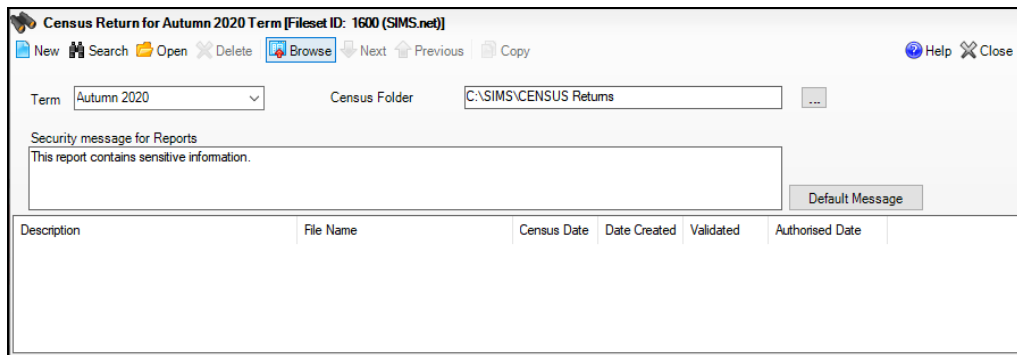 Census Return for Autumn 2020 Term [Fileset ID: 1600 (SIMS.net)]
New Search Open Delete Browse Next Previous Copy Help Close
Term Autumn 2020 Census Folder C:\SIMS\CENSUS Returns ...
Security message for Reports
This report contains sensitive information.
Default Message
Description File Name Census Date Date Created Validated Authorised Date